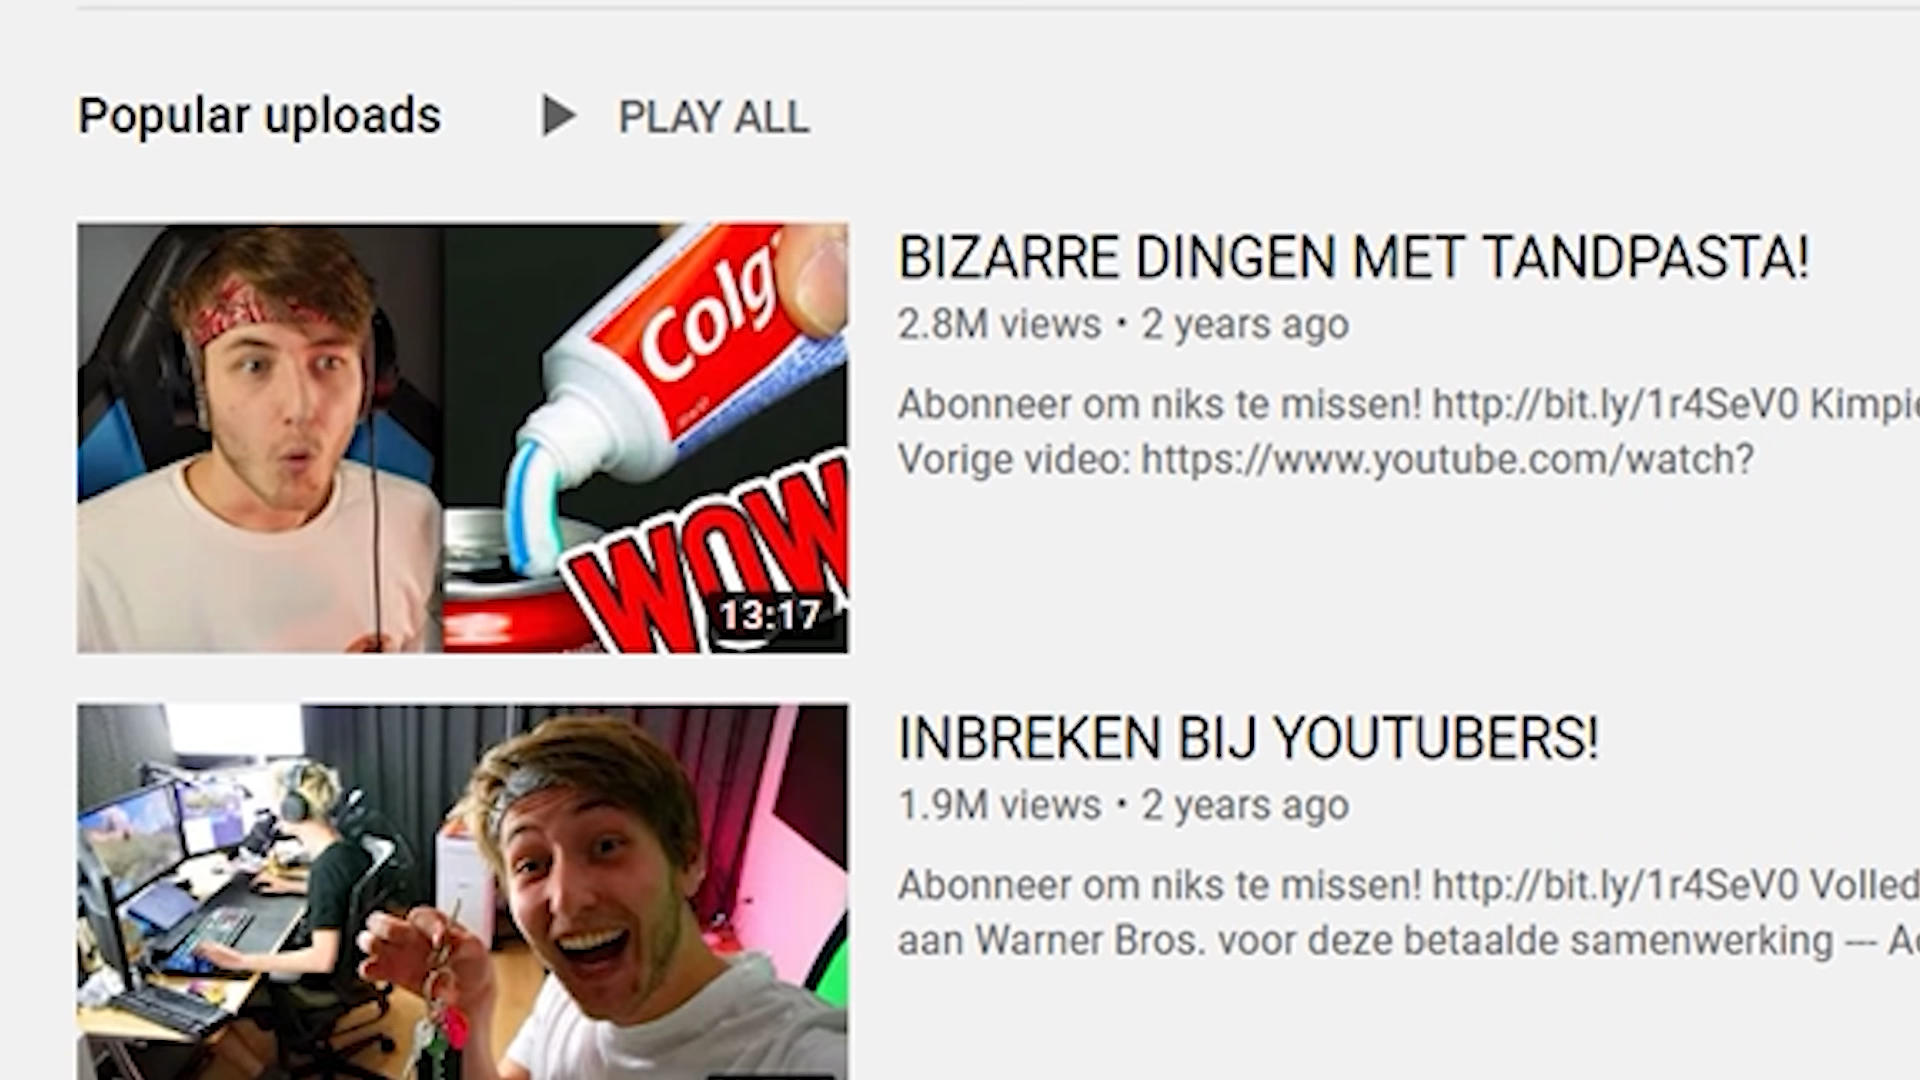 Popular uploads
PLAY ALL
Colg
WOW
13:17
BIZARRE DINGEN MET TANDPASTA!
2.8M views • 2 years ago
Abonneer om niks te missen! http://bit.ly/1r4SeV0 Kimpie
Vorige video: https://www.youtube.com/watch?
INBREKEN BIJ YOUTUBERS!
1.9M views • 2 years ago
Abonneer om niks te missen! http://bit.ly/1r4SeV0 Volled
aan Warner Bros. voor deze betaalde samenwerking --- Ac